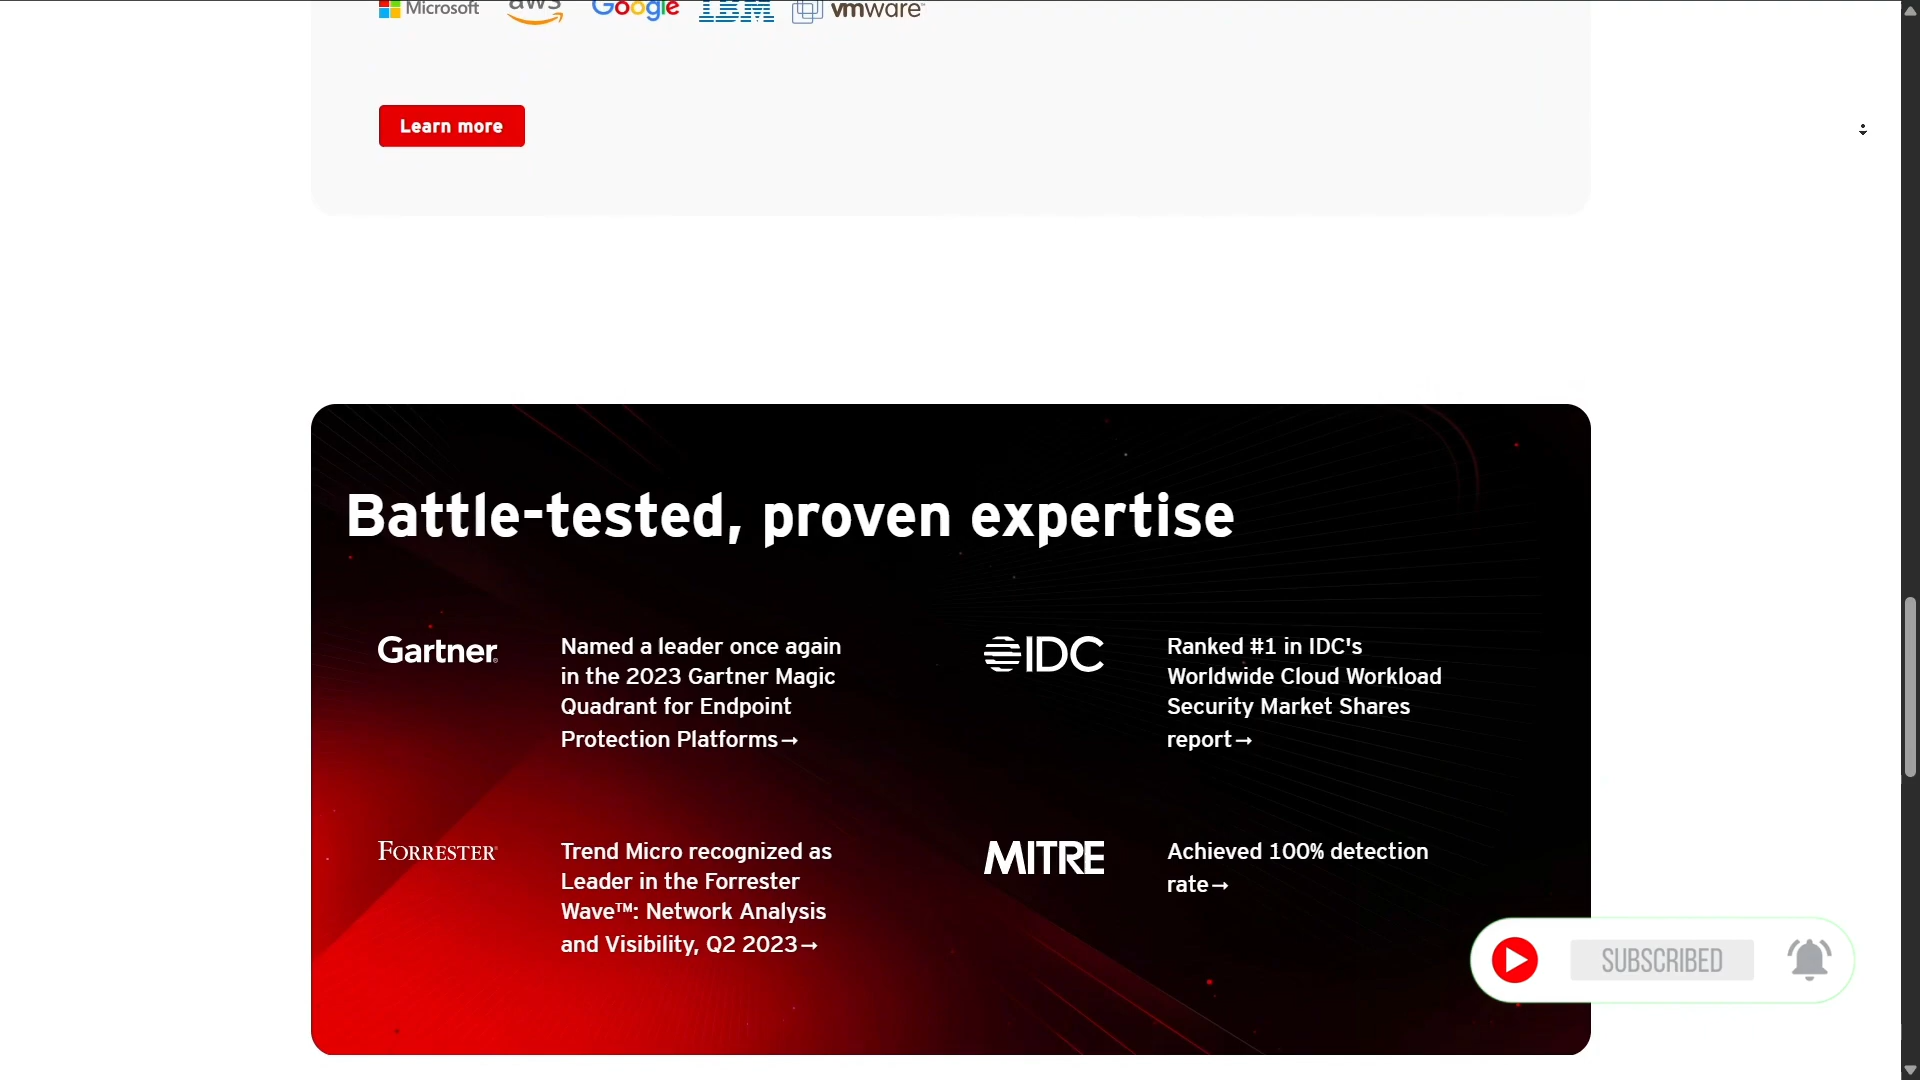 Microsoft aws Google IBM vmware
Learn more
Battle-tested, proven expertise
Gartner
Named a leader once again
in the 2023 Gartner Magic
Quadrant for Endpoint
Protection Platforms→
IDC
Ranked #1 in IDC's
Worldwide Cloud Workload
Security Market Shares
report→
FORRESTER®
Trend Micro recognized as
Leader in the Forrester
Wave™: Network Analysis
and Visibility, Q2 2023→
MITRE
Achieved 100% detection
rate→
SUBSCRIBED